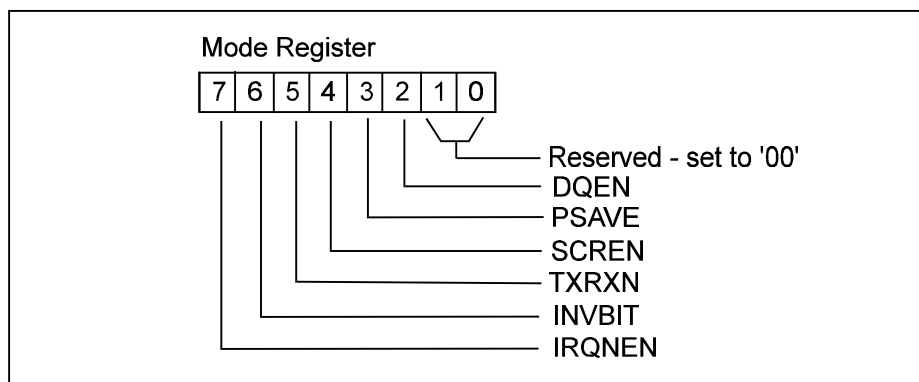 Mode Register
7 6 5 4 3 2 1 0
Reserved - set to '00'
DQEN
PSAVE
SCREN
TXRXN
INVBIT
IRQNEN